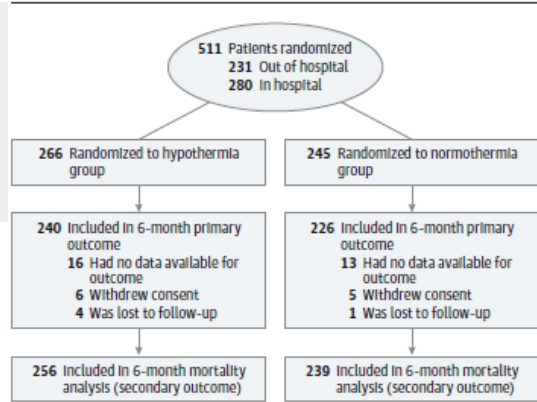 511 Patients randomized
231 Out of hospital
280 In hospital
266 Randomized to hypothermia
group
245 Randomized to normothermia
group
240 Included in 6-month primary
outcome
16 Had no data available for
outcome
6 Withdrew consent
4 Was lost to follow-up
226 Included in 6-month primary
outcome
13 Had no data available for
outcome
5 Withdrew consent
1 Was lost to follow-up
256 Included in 6-month mortality
analysis (secondary outcome)
239 Included in 6-month mortality
analysis (secondary outcome)